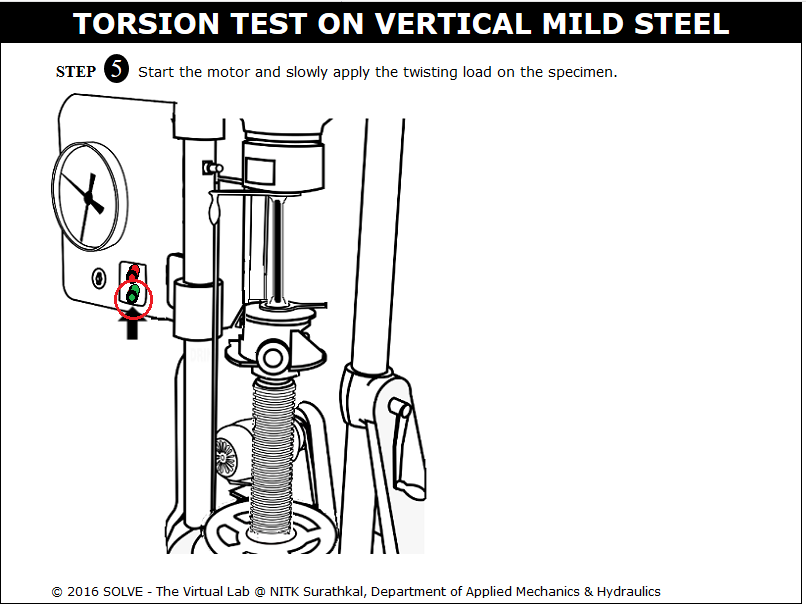 TORSION TEST ON VERTICAL MILD STEEL
STEP 5 Start the motor and slowly apply the twisting load on the specimen.
© 2016 SOLVE - The Virtual Lab @ NITK Surathkal, Department of Applied Mechanics & Hydraulics